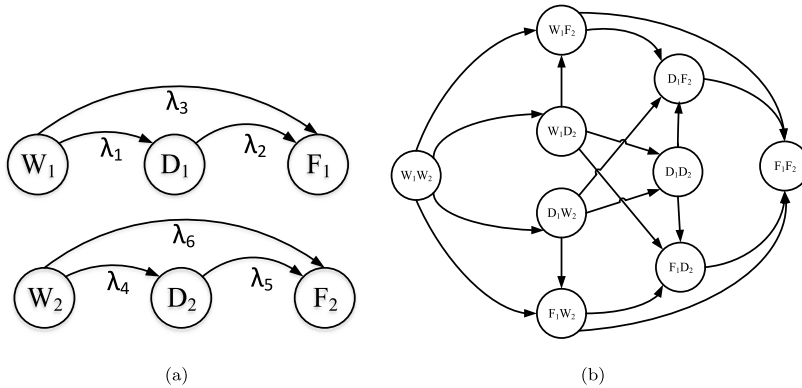 λ₃
W₁ λ₁ D₁ λ₂ F₁
λ₆
W₂ λ₄ D₂ λ₅ F₂
(a)
W₁F₂
D₁F₂
W₁D₂
W₁W₂
D₁D₂
F₁F₂
D₁W₂
F₁D₂
F₁W₂
(b)